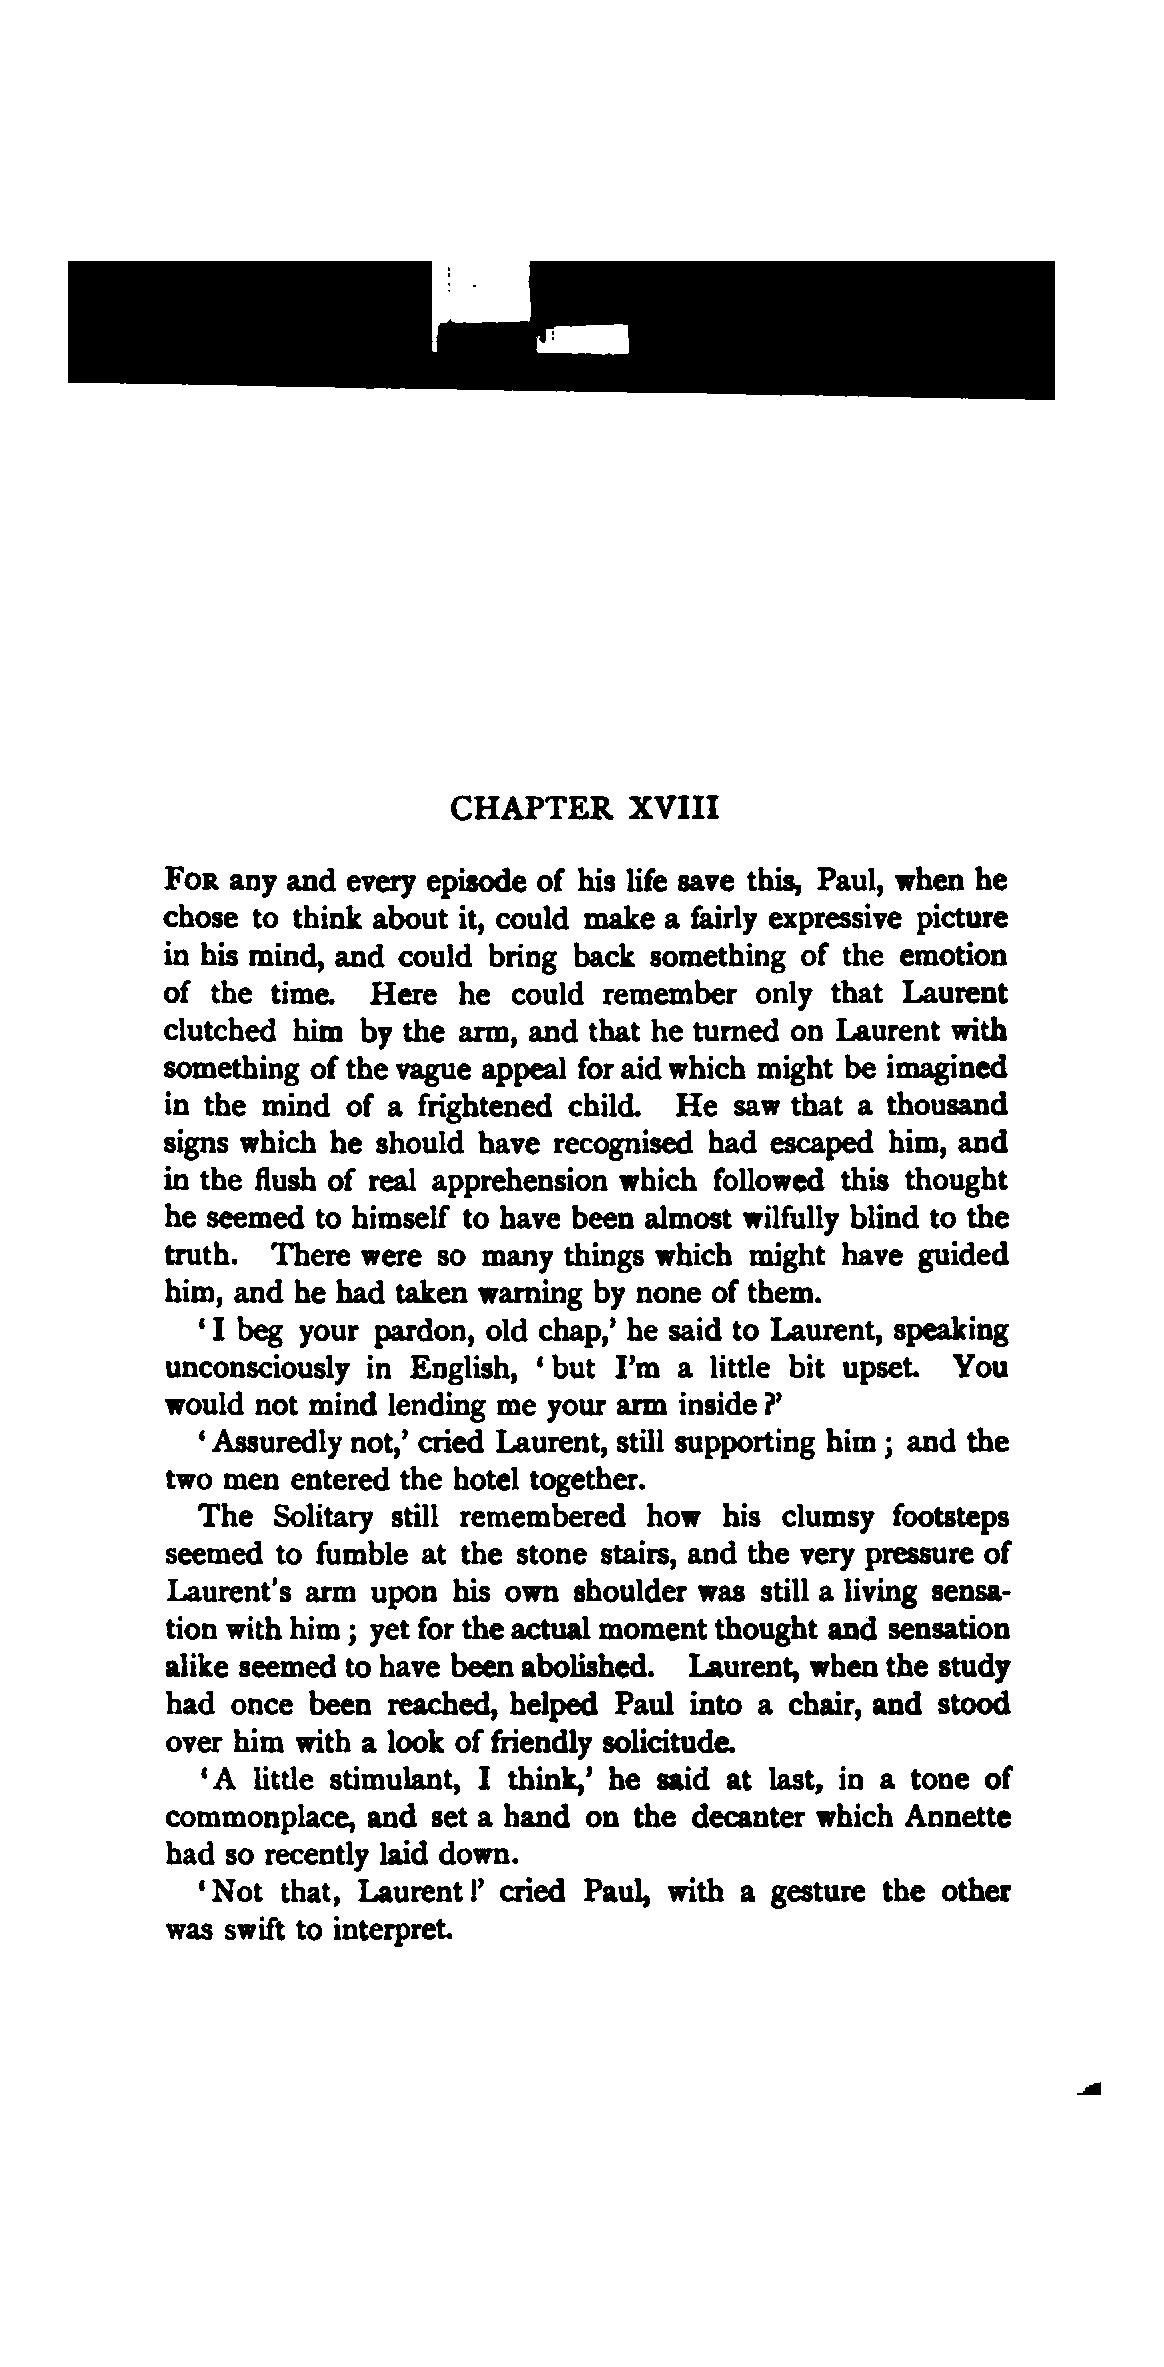 CHAPTER XVIII
FOR any and every episode of his life save this, Paul, when he
chose to think about it, could make a fairly expressive picture
in his mind, and could bring back something of the emotion
of the time. Here he could remember only that Laurent
clutched him by the arm, and that he turned on Laurent with
something of the vague appeal for aid which might be imagined
in the mind of a frightened child. He saw that a thousand
signs which he should have recognised had escaped him, and
in the flush of real apprehension which followed this thought
he seemed to himself to have been almost wilfully blind to the
truth. There were so many things which might have guided
him, and he had taken warning by none of them.
‘I beg your pardon, old chap,’ he said to Laurent, speaking
unconsciously in English, ‘but I’m a little bit upset. You
would not mind lending me your arm inside?’
‘Assuredly not,’ cried Laurent, still supporting him; and the
two men entered the hotel together.
The Solitary still remembered how his clumsy footsteps
seemed to fumble at the stone stairs, and the very pressure of
Laurent's arm upon his own shoulder was still a living sensa-
tion with him; yet for the actual moment thought and sensation
alike seemed to have been abolished. Laurent, when the study
had once been reached, helped Paul into a chair, and stood
over him with a look of friendly solicitude.
‘A little stimulant, I think,’ he said at last, in a tone of
commonplace, and set a hand on the decanter which Annette
had so recently laid down.
‘Not that, Laurent!’ cried Paul, with a gesture the other
was swift to interpret.